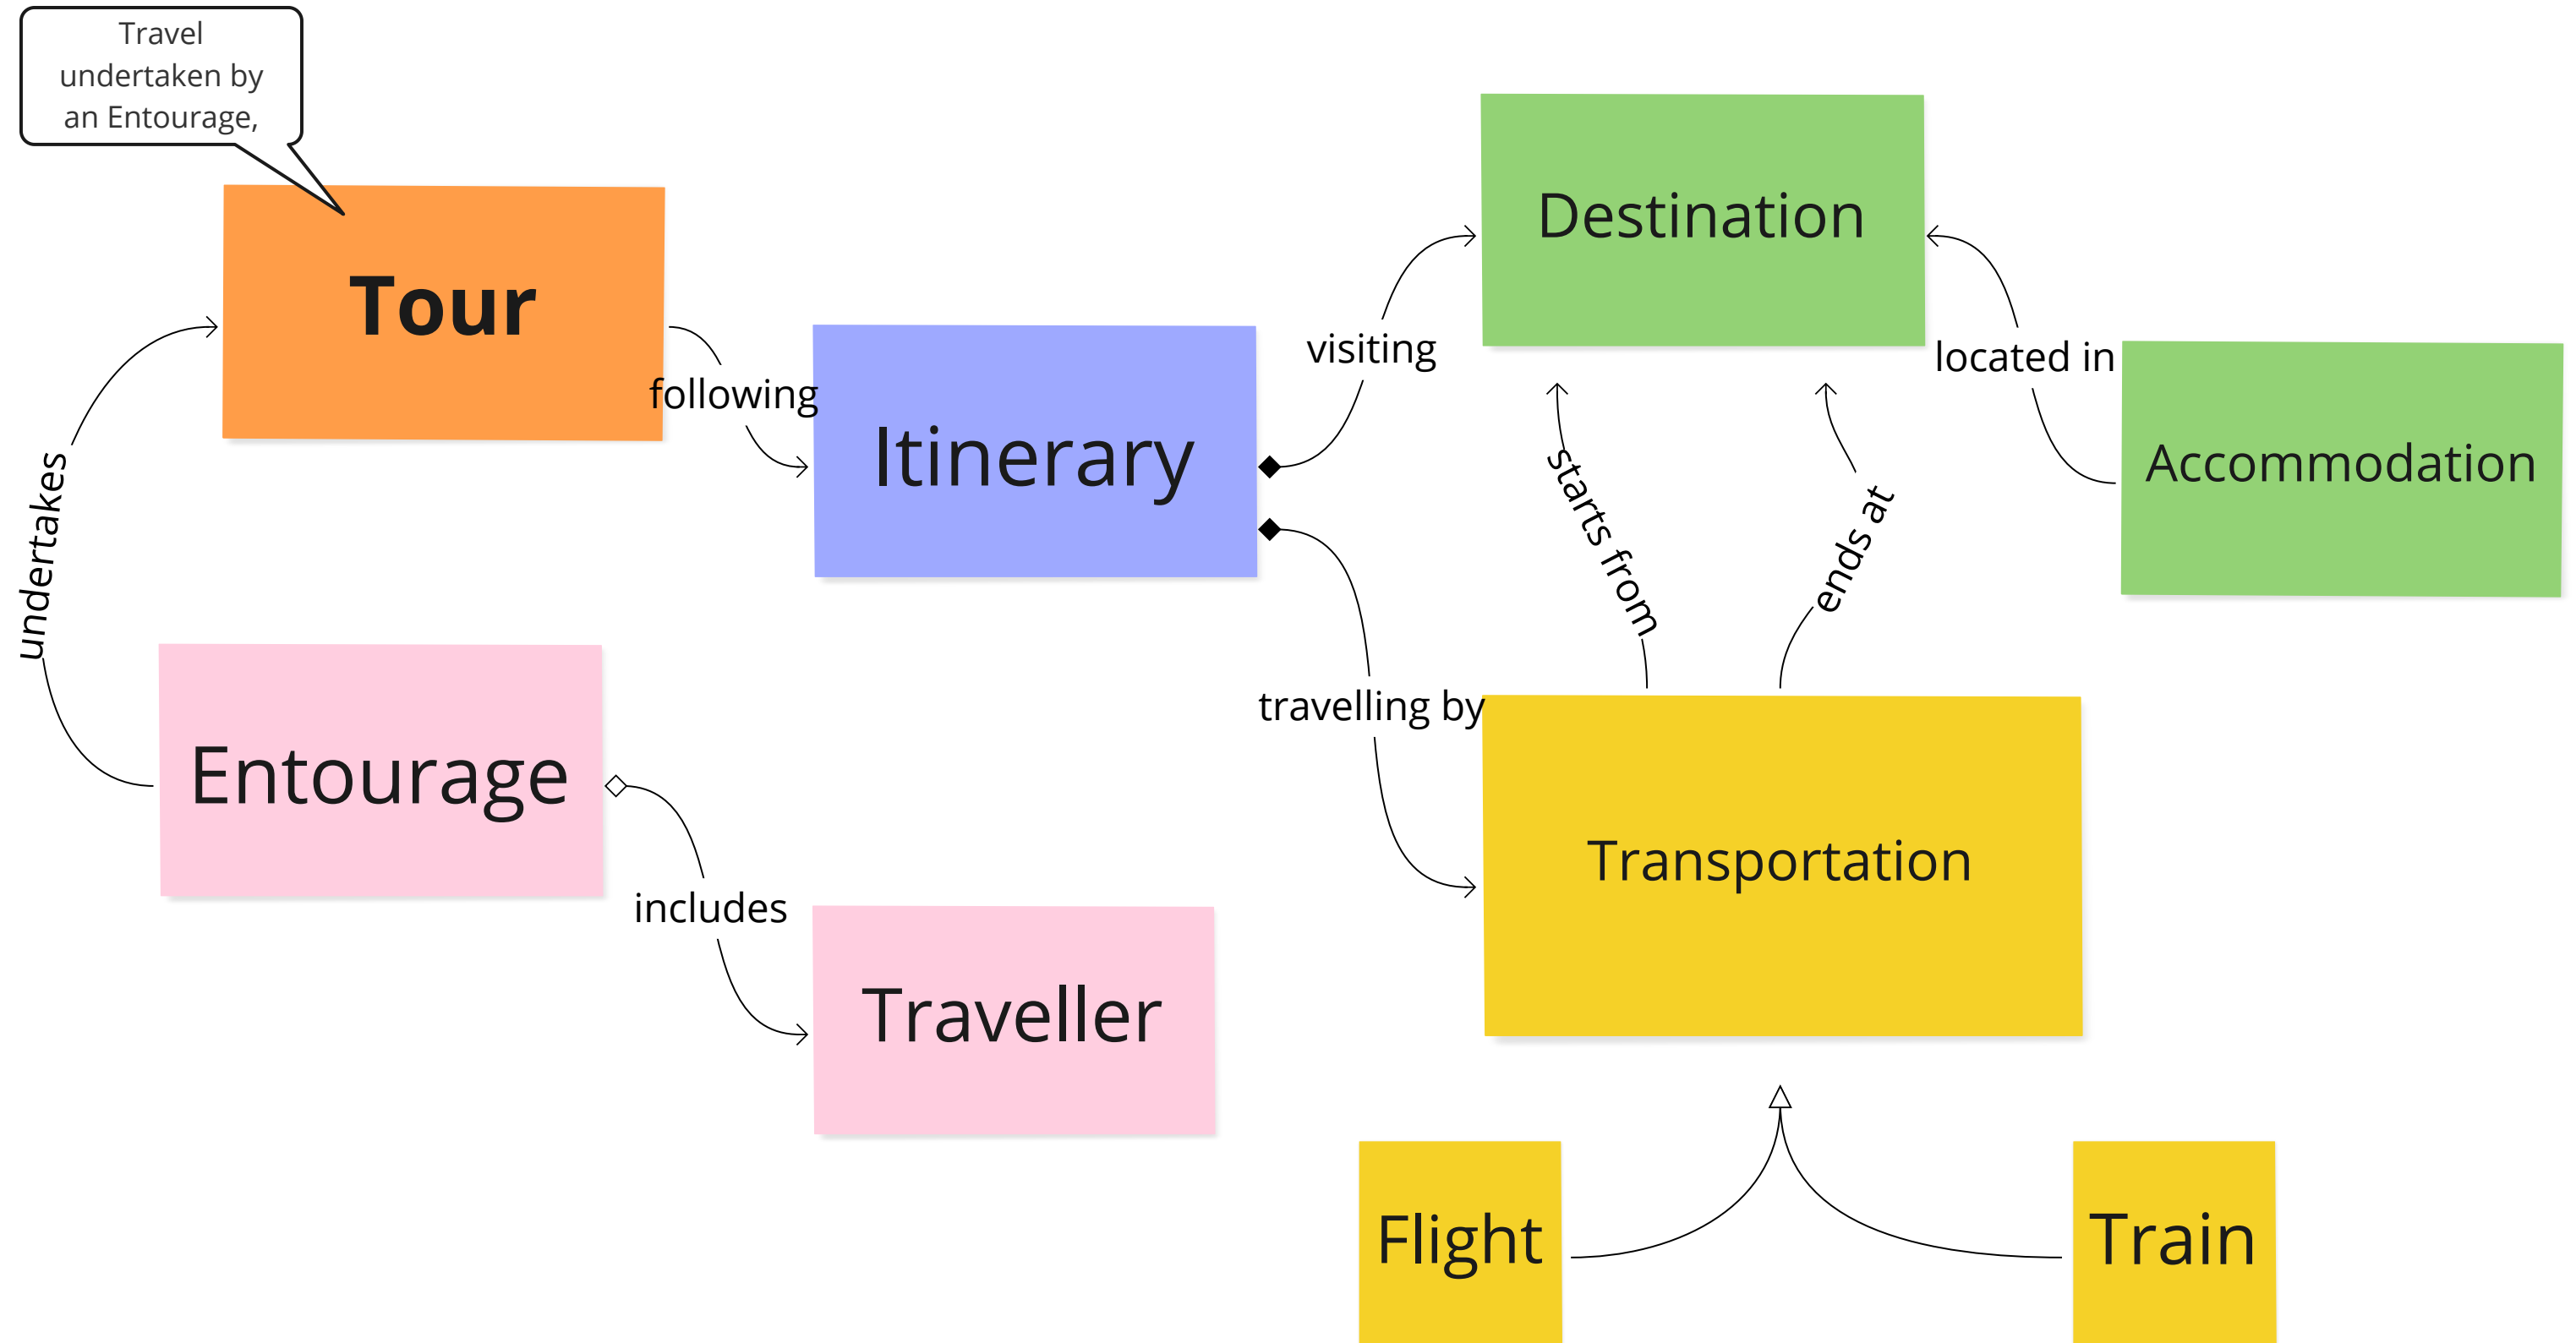 Travel
undertaken by
an Entourage,
Tour
following
Itinerary
visiting
Destination
located in
Accommodation
starts from
ends at
undertakes
Entourage
includes
Traveller
travelling by
Transportation
Flight
Train